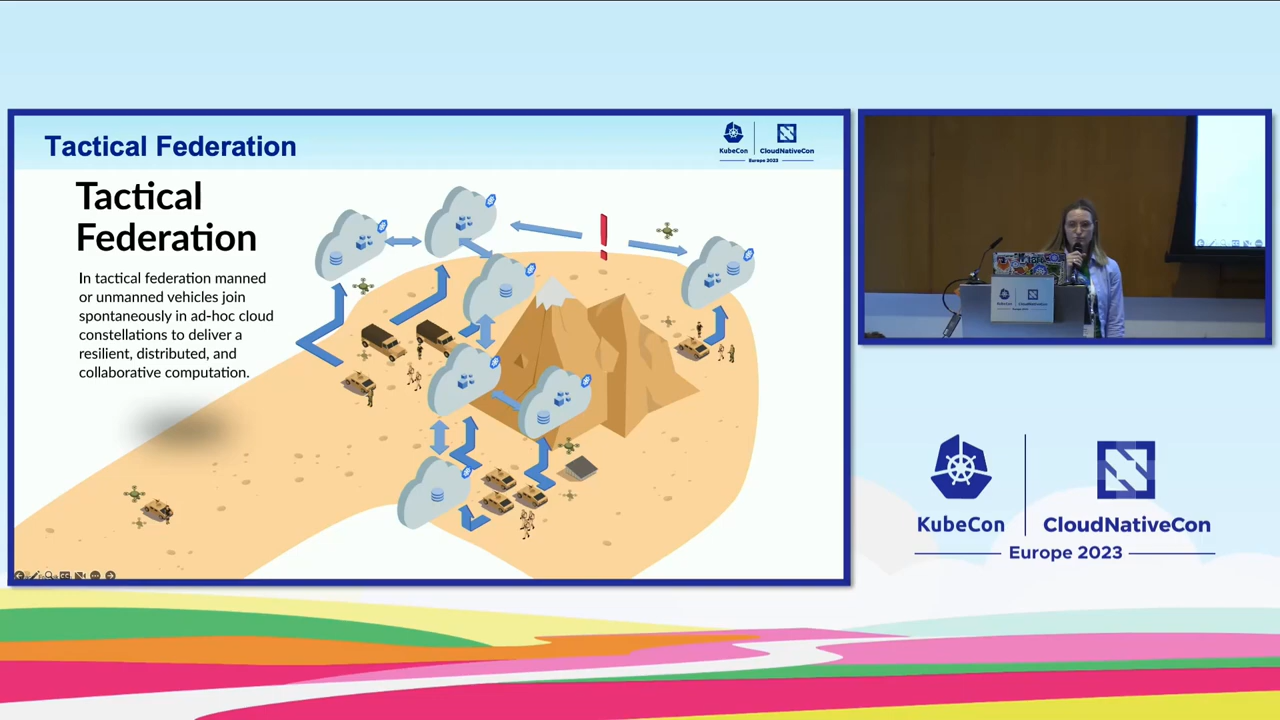 Tactical Federation
KubeCon
CloudNativeCon
Europe 2023
Tactical
Federation
In tactical federation manned
or unmanned vehicles join
spontaneously in ad-hoc cloud
constellations to deliver a
resilient, distributed, and
collaborative computation.
!
KubeCon
CloudNativeCon
Europe 2023